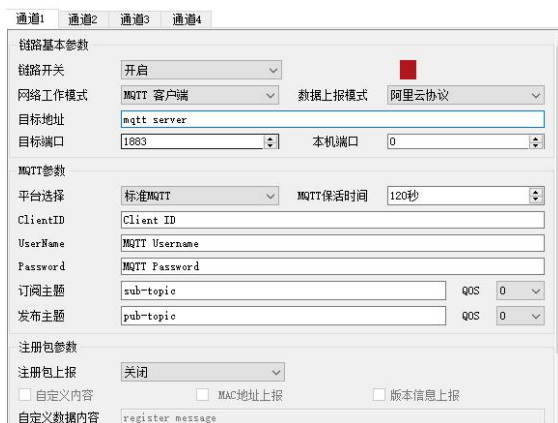 通道1 通道2 通道3 通道4
链路基本参数
链路开关 开启
网络工作模式 MQTT 客户端 数据上报模式 阿里云协议
目标地址 mqtt server
目标端口 1883 本机端口 0
MQTT参数
平台选择 标准MQTT MQTT保活时间 120秒
ClientID Client ID
UserName MQTT Username
Password MQTT Password
订阅主题 sub-topic QOS 0
发布主题 pub-topic QOS 0
注册包参数
注册包上报 关闭
自定义内容 MAC地址上报 版本信息上报
自定义数据内容 register message